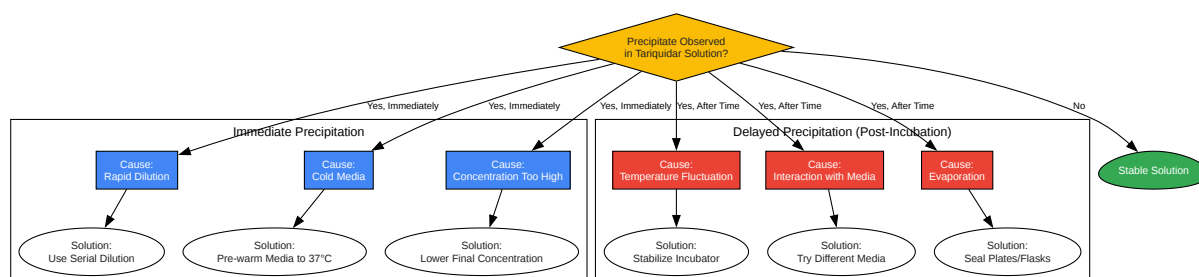 Precipitate Observed
in Tariquidar Solution?
Yes, Immediately
Yes, Immediately
Yes, Immediately
Yes, After Time
Yes, After Time
Yes, After Time
No
Immediate Precipitation
Delayed Precipitation (Post-Incubation)
Cause:
Rapid Dilution
Cause:
Cold Media
Cause:
Concentration Too High
Cause:
Temperature Fluctuation
Cause:
Interaction with Media
Cause:
Evaporation
Stable Solution
Solution:
Use Serial Dilution
Solution:
Pre-warm Media to 37°C
Solution:
Lower Final Concentration
Solution:
Stabilize Incubator
Solution:
Try Different Media
Solution:
Seal Plates/Flasks